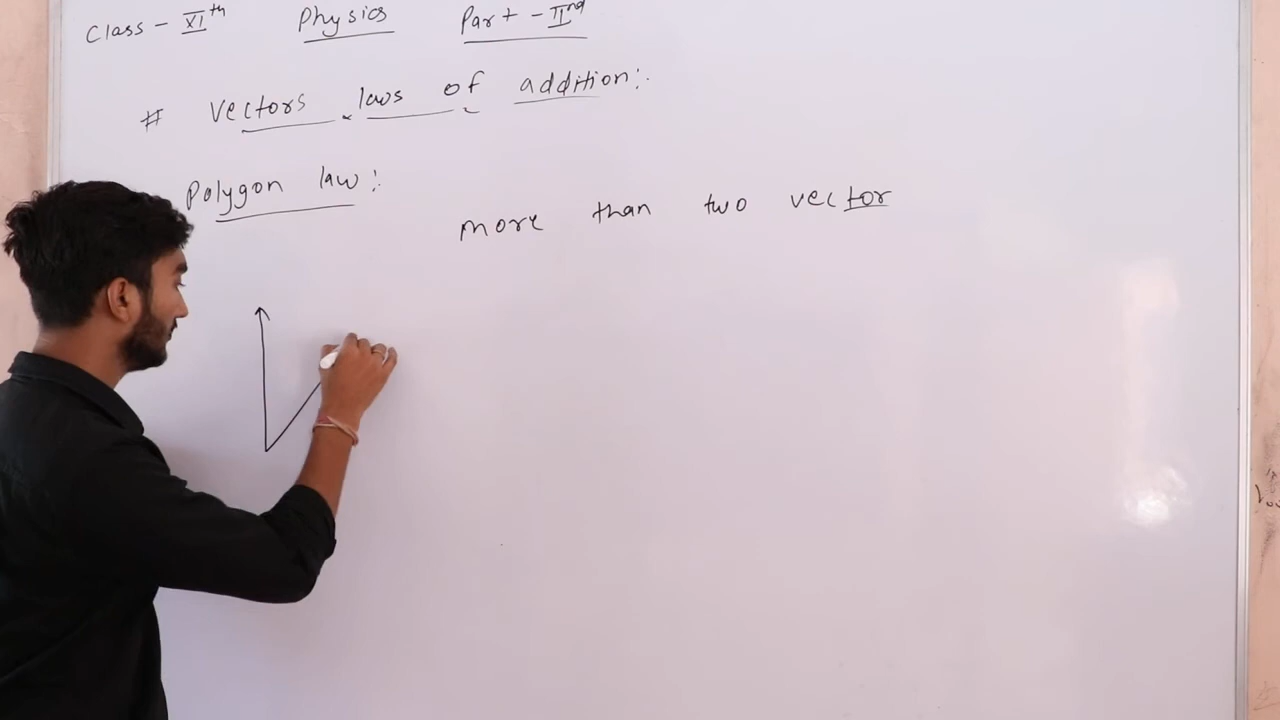 Class - XIth Physics Part - IInd
# Vectors laws of addition:
Polygon law:
more than two vector